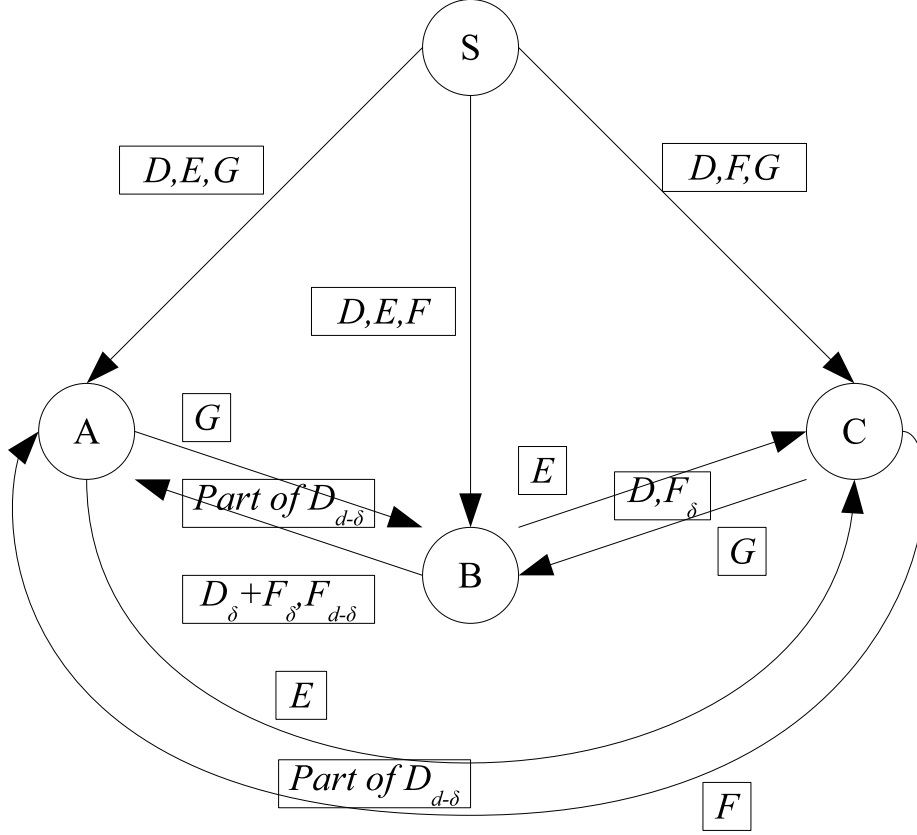 S
D,E,G
D,F,G
D,E,F
A
C
G
E
Part of D_{d-δ}
D,F_δ
G
B
D_δ+F_δ,F_{d-δ}
E
Part of D_{d-δ}
F